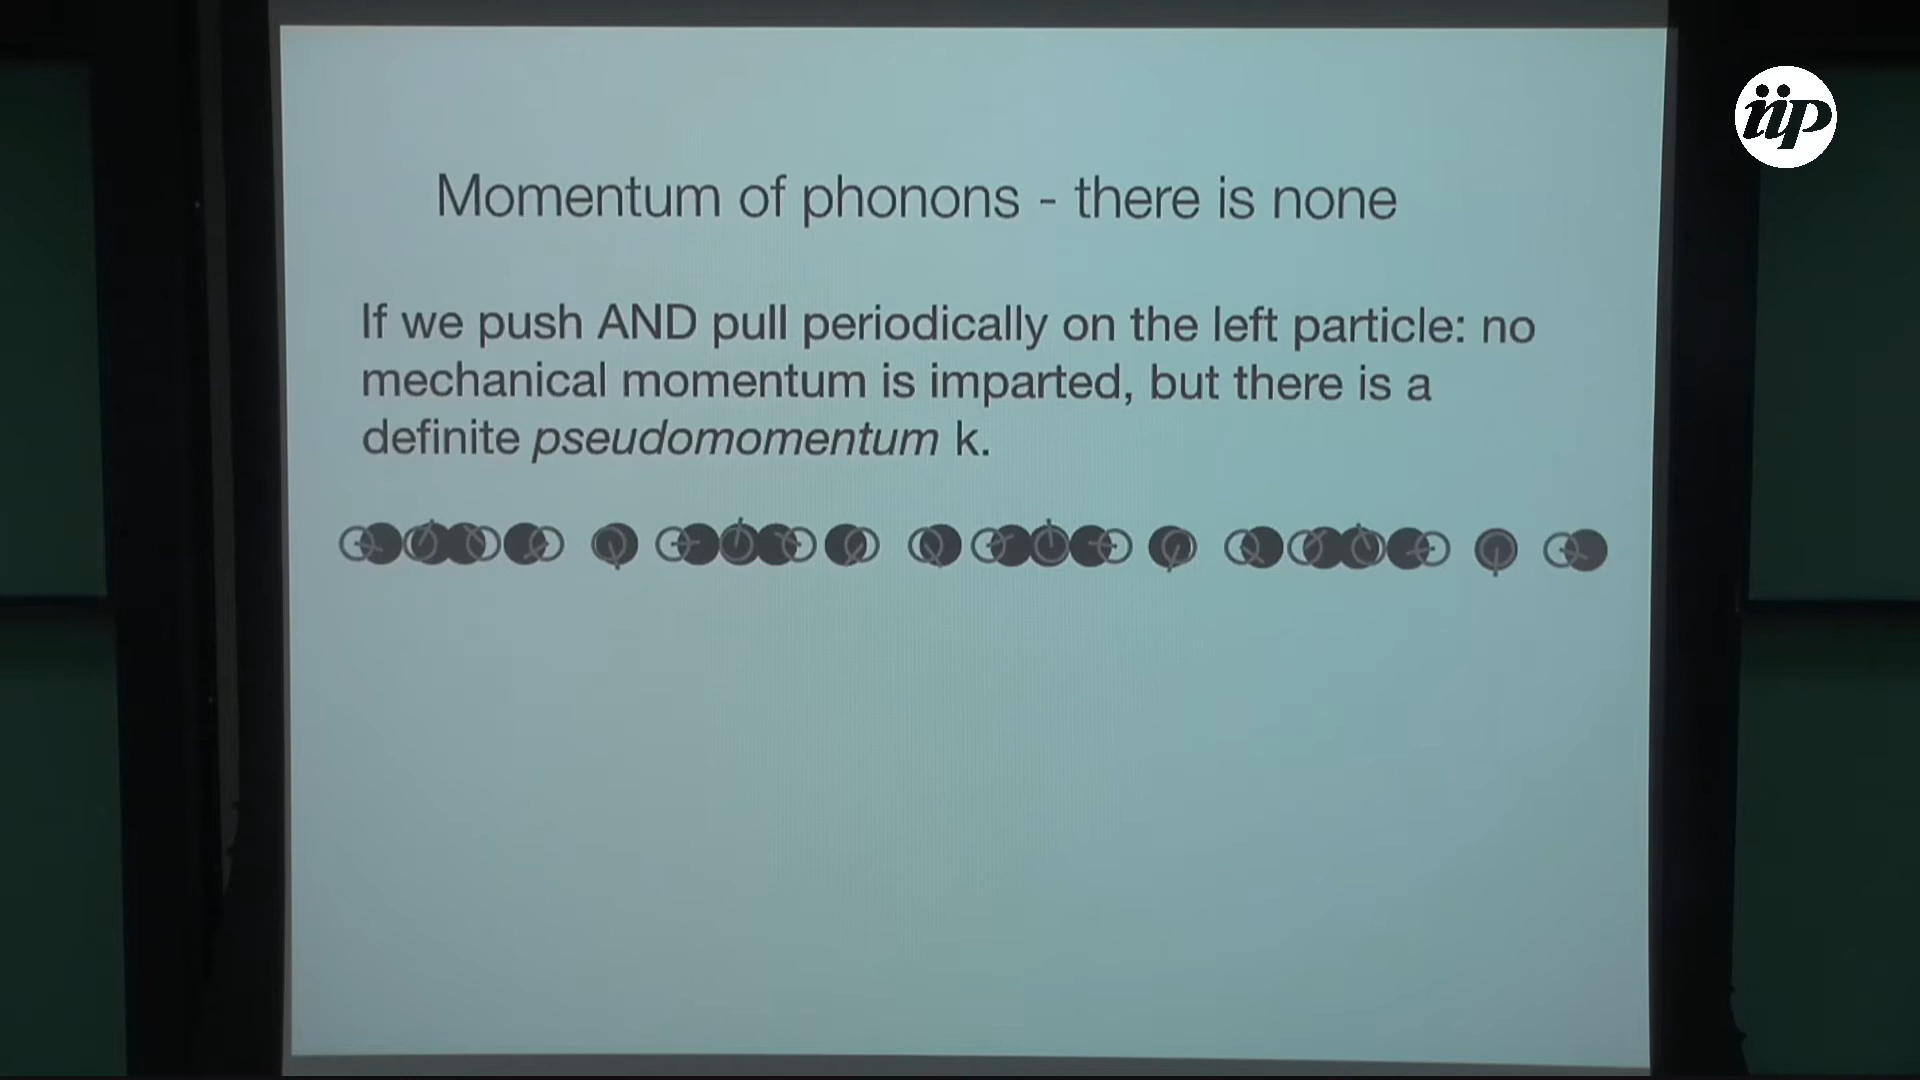 iip
Momentum of phonons - there is none
If we push AND pull periodically on the left particle: no
mechanical momentum is imparted, but there is a
definite pseudomomentum k.